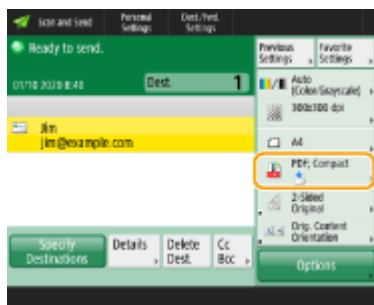 Scan and Send
Personal
Settings
Dest./Fwd.
Settings
Ready to send.
01/10 2020 8:40
Dest.
1
Jim
jim@example.com
Specify
Destinations
Details
Delete
Dest.
Cc
Bcc
Previous
Settings
Favorite
Settings
Auto
(Color/Grayscale)
300x300 dpi
A4
PDF; Compact
2-Sided
Original
Orig. Content
Orientation
Options